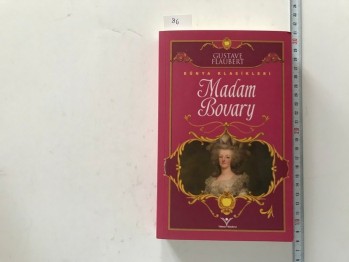 86
GUSTAVE
FLAUBERT
DÜNYA KLASİKLERİ
Madam
Bovary